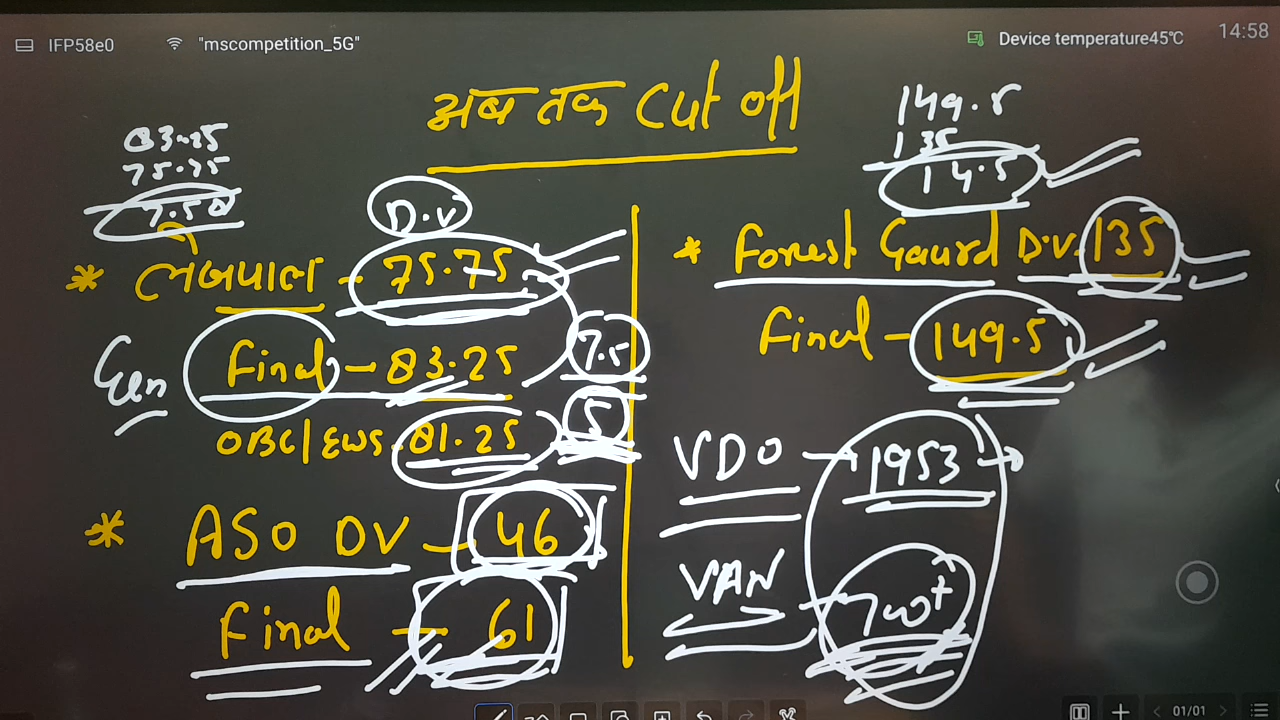 IFP58e0 "mscompetition_5G" Device temperature45℃ 14:58
अब तक Cut off
83.25
75.75
7.50
D.V
* लेखपाल - 75.75
Gen Final - 83.25 7.5
OBC/EWS - 81.25 5
* ASO DV - 46
Final - 61
149.5
135
14.5
* Forest Gaurd D.V. 135
Final - 149.5
VDO - 1953
VAN - 700+
01/01